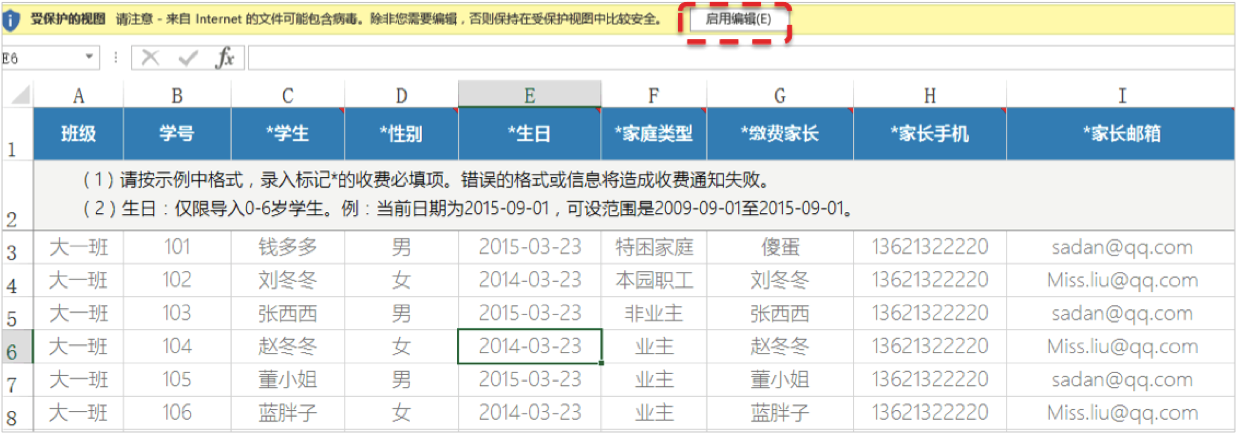 受保护的视图 请注意 - 来自 Internet 的文件可能包含病毒。除非您需要编辑，否则保持在受保护视图中比较安全。 启用编辑(E)
E6 fx
A B C D E F G H I
1 班级 学号 *学生 *性别 *生日 *家庭类型 *缴费家长 *家长手机 *家长邮箱
（1）请按示例中格式，录入标记*的收费必填项。错误的格式或信息将造成收费通知失败。
2 （2）生日：仅限导入0-6岁学生。例：当前日期为2015-09-01，可设范围是2009-09-01至2015-09-01。
3 大一班 101 钱多多 男 2015-03-23 特困家庭 傻蛋 13621322220 sadan@qq.com
4 大一班 102 刘冬冬 女 2014-03-23 本园职工 刘冬冬 13621322220 Miss.liu@qq.com
5 大一班 103 张西西 男 2015-03-23 非业主 张西西 13621322220 sadan@qq.com
6 大一班 104 赵冬冬 女 2014-03-23 业主 赵冬冬 13621322220 Miss.liu@qq.com
7 大一班 105 董小姐 男 2015-03-23 业主 董小姐 13621322220 sadan@qq.com
8 大一班 106 蓝胖子 女 2014-03-23 业主 蓝胖子 13621322220 Miss.liu@qq.com